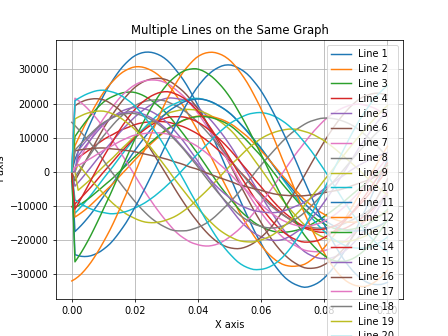 Multiple Lines on the Same Graph
30000
20000
10000
0
−10000
−20000
−30000
0.00
0.02
0.04
0.06
X axis
Line 1
Line 2
Line 3
Line 4
Line 5
Line 6
Line 7
Line 8
Line 9
Line 10
Line 11
Line 12
Line 13
Line 14
Line 15
Line 16
Line 17
Line 18
Line 19
Line 20